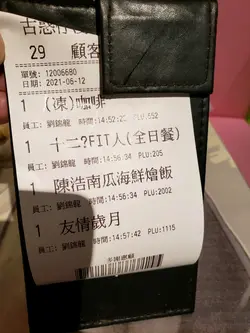 29 顧客
單號: 12006680
日期: 2021-06-12
1 (凍)咖啡
員工: 劉錦龍 時間:14:52:22 PLU:552
1 十二?FIT人(全日餐)
員工: 劉錦龍 時間:14:56:34 PLU:205
1 陳浩南瓜海鮮燴飯
員工: 劉錦龍 時間:14:56:34 PLU:2002
1 友情歲月
員工: 劉錦龍 時間:14:57:42 PLU:1115